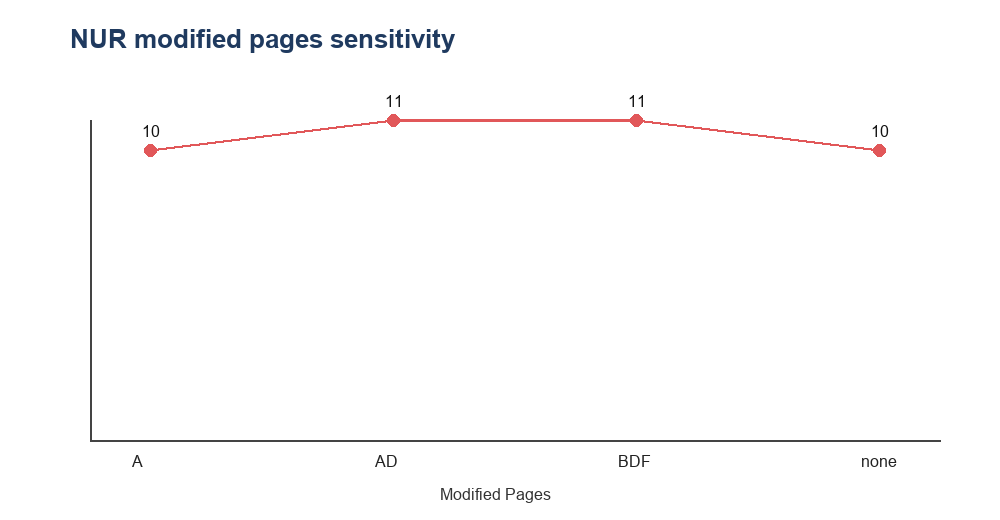 NUR modified pages sensitivity
11 11
10 10
A AD BDF none
Modified Pages